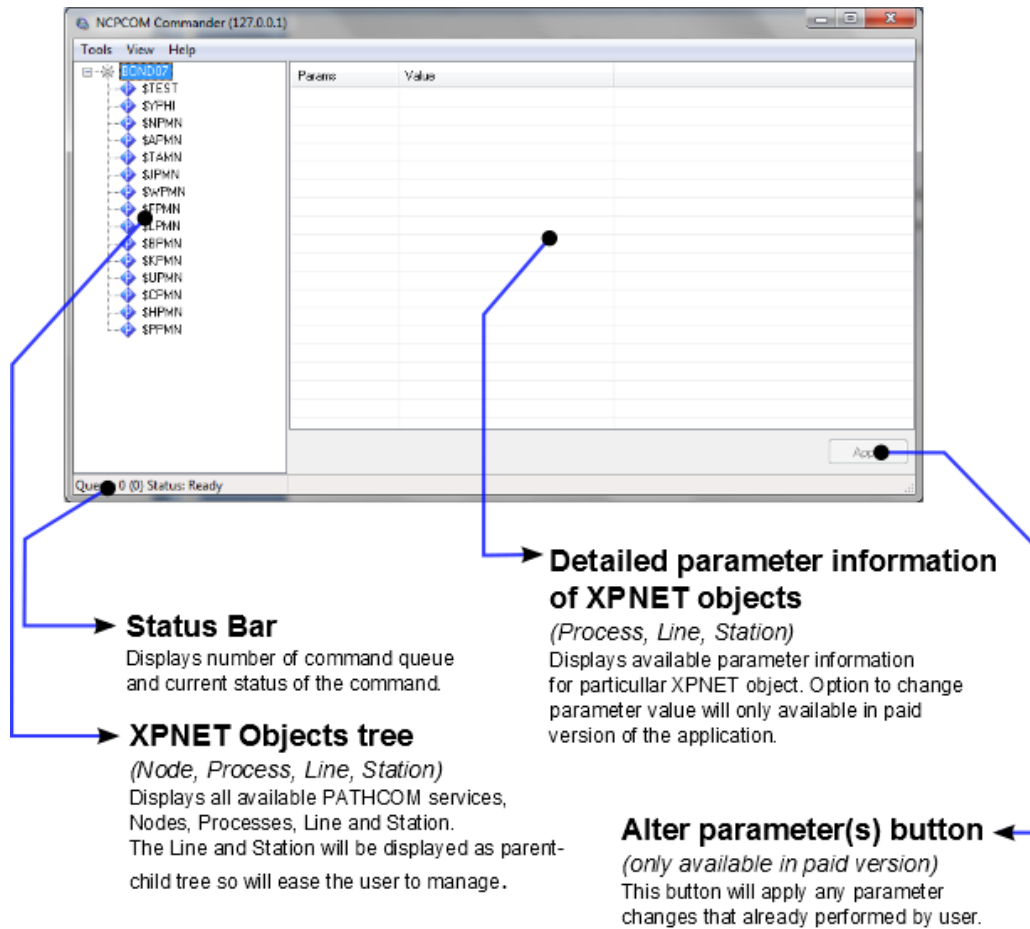 NCPCOM Commander (127.0.0.1)
Tools View Help
BOND07
$TEST
$YPHI
$NPMN
$APMN
$TAMN
$JPMN
$WPMN
$FPMN
$LPMN
$BPMN
$KPMN
$UPMN
$CPMN
$HPMN
$PPMN
Params Value
0 (0) Status: Ready
Detailed parameter information
of XPNET objects
(Process, Line, Station)
Displays available parameter information
for particullar XPNET object. Option to change
parameter value will only available in paid
version of the application.
Status Bar
Displays number of command queue
and current status of the command.
XPNET Objects tree
(Node, Process, Line, Station)
Displays all available PATHCOM services,
Nodes, Processes, Line and Station.
The Line and Station will be displayed as parent-
child tree so will ease the user to manage.
Alter parameter(s) button
(only available in paid version)
This button will apply any parameter
changes that already performed by user.